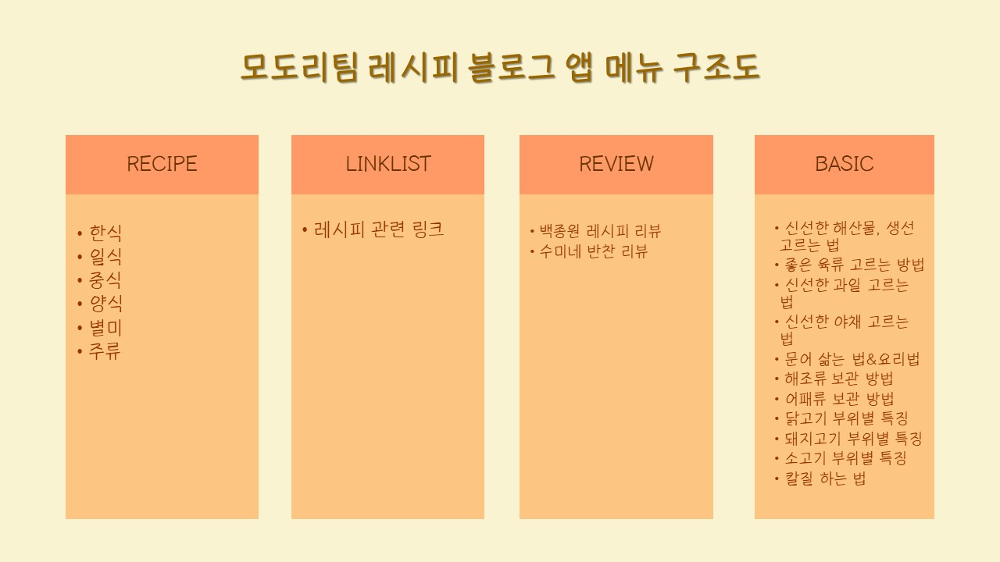 모도리팀 레시피 블로그 앱 메뉴 구조도
RECIPE
• 한식
• 일식
• 중식
• 양식
• 별미
• 주류
LINKLIST
• 레시피 관련 링크
REVIEW
• 백종원 레시피 리뷰
• 수미네 반찬 리뷰
BASIC
• 신선한 해산물, 생선
고르는 법
• 좋은 육류 고르는 방법
• 신선한 과일 고르는
법
• 신선한 야채 고르는
법
• 문어 삶는 법&요리법
• 해조류 보관 방법
• 어패류 보관 방법
• 닭고기 부위별 특징
• 돼지고기 부위별 특징
• 소고기 부위별 특징
• 칼질 하는 법